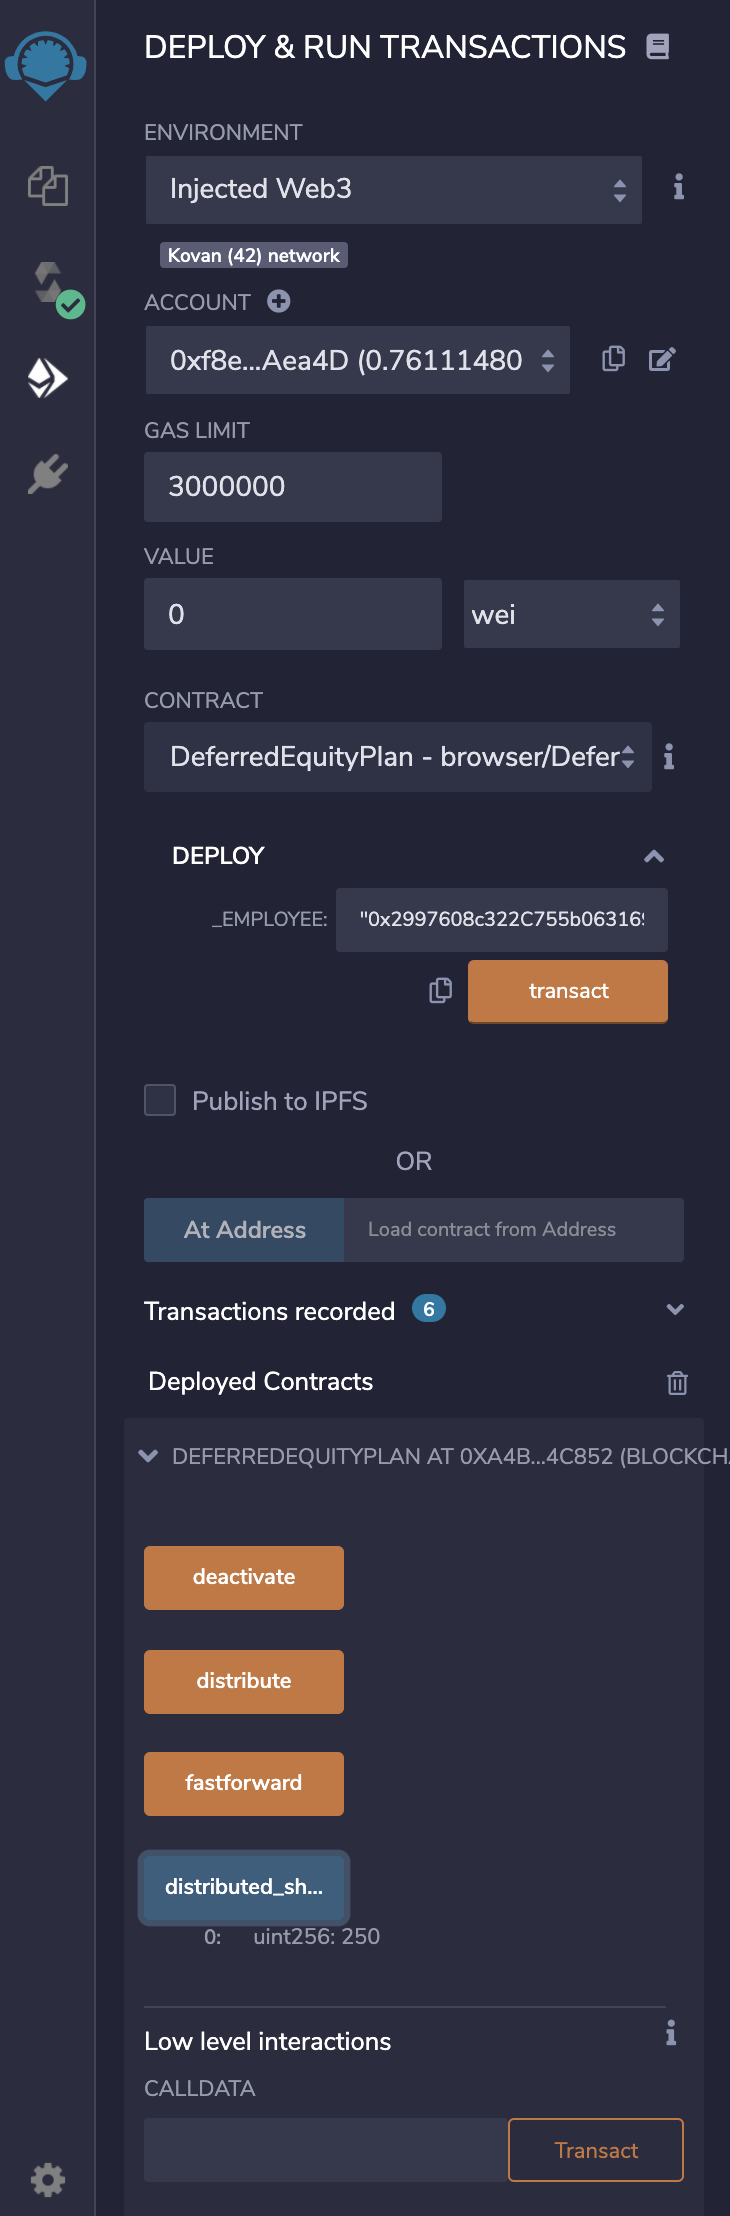 DEPLOY & RUN TRANSACTIONS
ENVIRONMENT
Injected Web3
Kovan (42) network
ACCOUNT
0xf8e...Aea4D (0.76111480
GAS LIMIT
3000000
VALUE
0 wei
CONTRACT
DeferredEquityPlan - browser/Defer
DEPLOY
_EMPLOYEE: "0x2997608c322C755b06316
transact
Publish to IPFS
OR
At Address Load contract from Address
Transactions recorded 6
Deployed Contracts
DEFERREDEQUITYPLAN AT 0XA4B...4C852 (BLOCKCH
deactivate
distribute
fastforward
distributed_sh...
0: uint256: 250
Low level interactions
CALLDATA
Transact